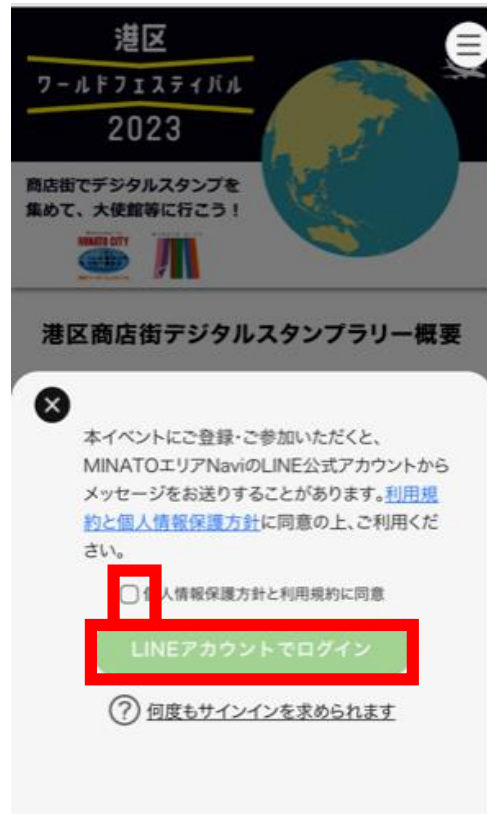 港区
ワールドフェスティバル
2023
商店街でデジタルスタンプを
集めて、大使館等に行こう！
MINATO CITY
港区商店街デジタルスタンプラリー概要
本イベントにご登録・ご参加いただくと、
MINATOエリアNaviのLINE公式アカウントから
メッセージをお送りすることがあります。利用規
約と個人情報保護方針に同意の上、ご利用くだ
さい。
個人情報保護方針と利用規約に同意
LINEアカウントでログイン
? 何度もサインインを求められます